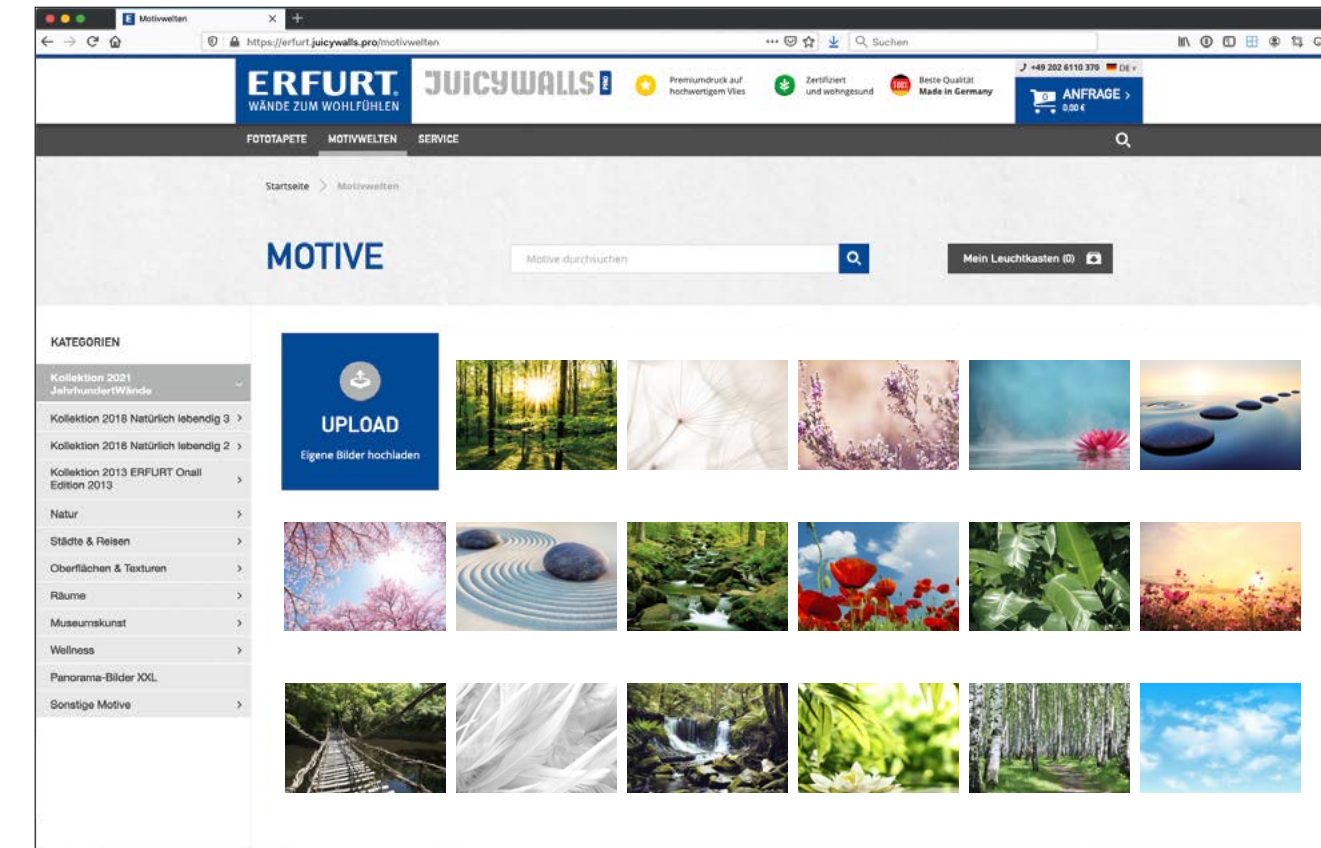 Motivwelten
https://erfurt.juicywalls.pro/motivwelten
Suchen
+49 202 6110 370 DE
ERFURT
WÄNDE ZUM WOHLFÜHLEN
JUICYWALLS PRO
Premiumdruck auf
hochwertigem Vlies
Zertifiziert
und wohngesund
100%
Beste Qualität
Made in Germany
0 ANFRAGE >
0.00 €
FOTOTAPETE MOTIVWELTEN SERVICE
Startseite > Motivwelten
MOTIVE
Motive durchsuchen
Mein Leuchtkasten (0)
KATEGORIEN
Kollektion 2021
JahrhundertWände
Kollektion 2018 Natürlich lebendig 3 >
Kollektion 2016 Natürlich lebendig 2 >
Kollektion 2013 ERFURT Onall
Edition 2013 >
Natur >
Städte & Reisen >
Oberflächen & Texturen >
Räume >
Museumskunst >
Wellness >
Panorama-Bilder XXL
Sonstige Motive >
UPLOAD
Eigene Bilder hochladen